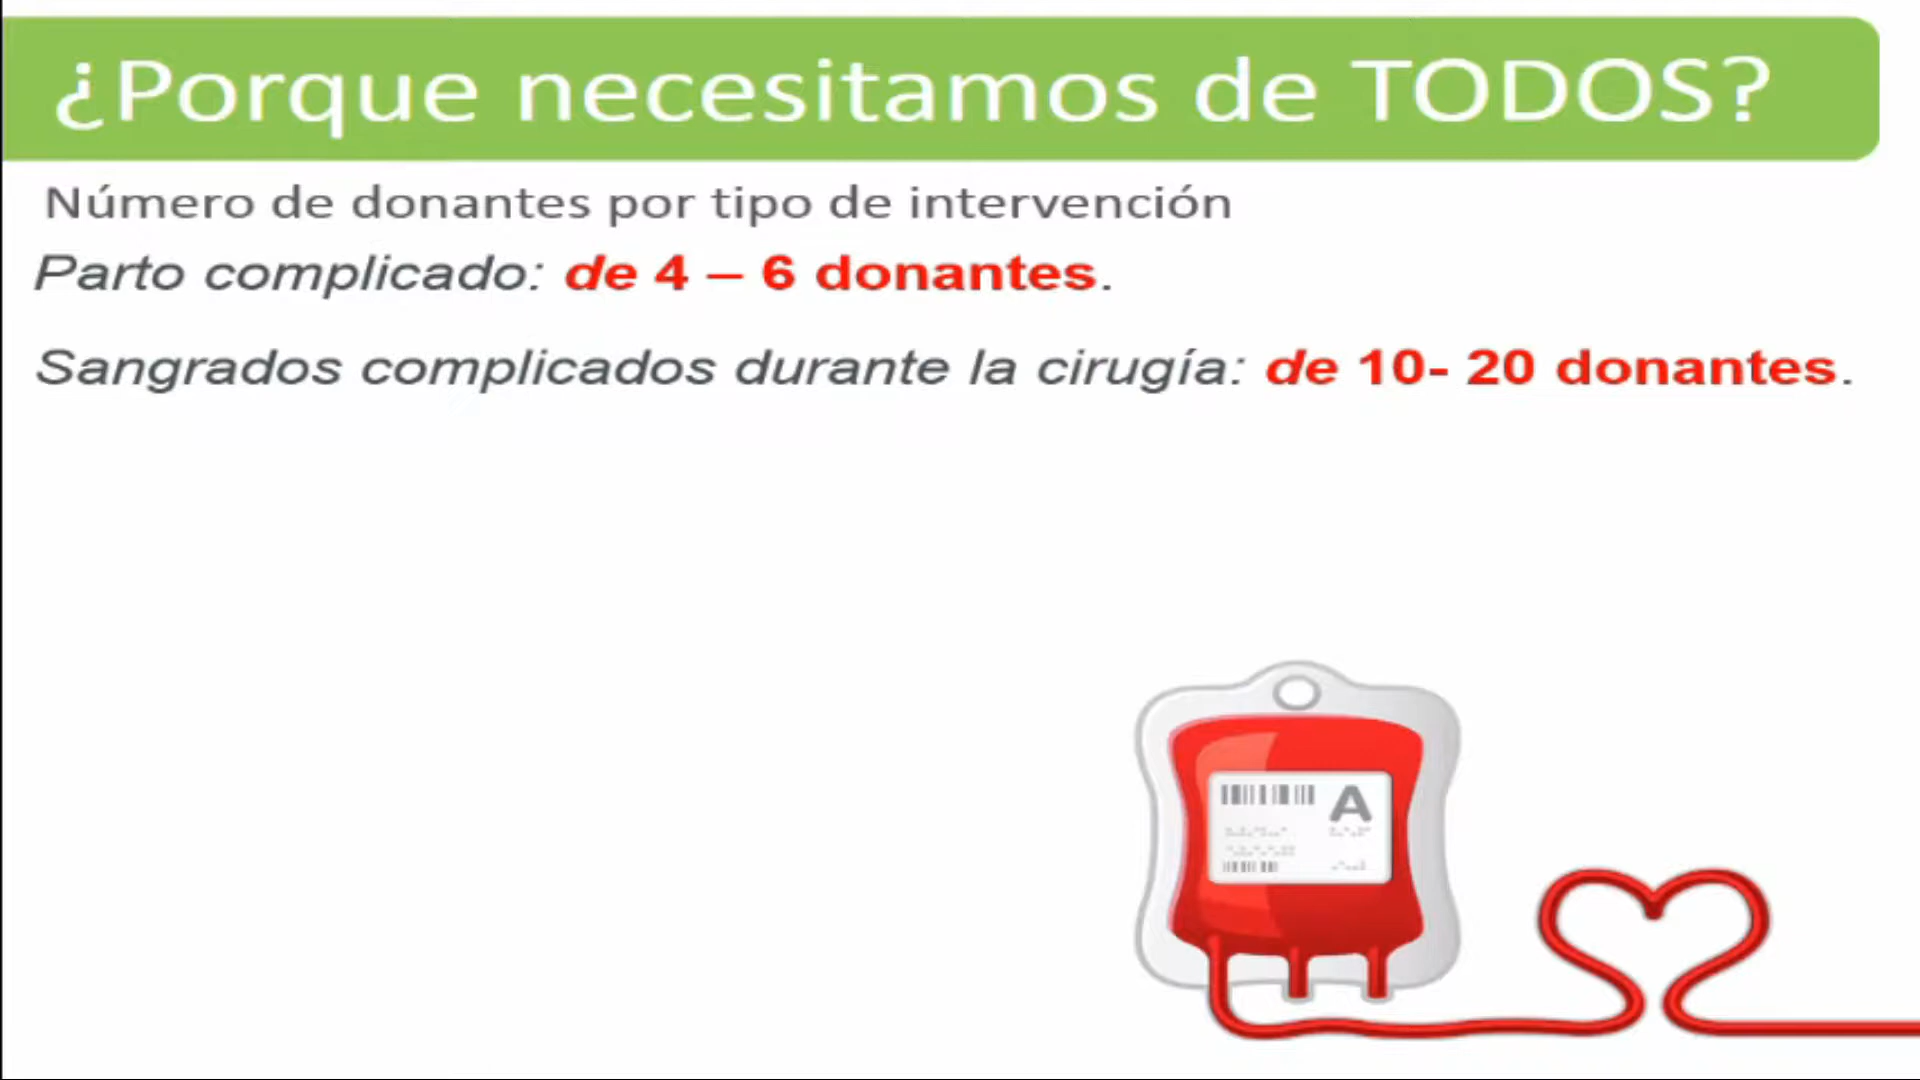 ¿Porque necesitamos de TODOS?
Número de donantes por tipo de intervención
Parto complicado: de 4 – 6 donantes.
Sangrados complicados durante la cirugía: de 10- 20 donantes.
A